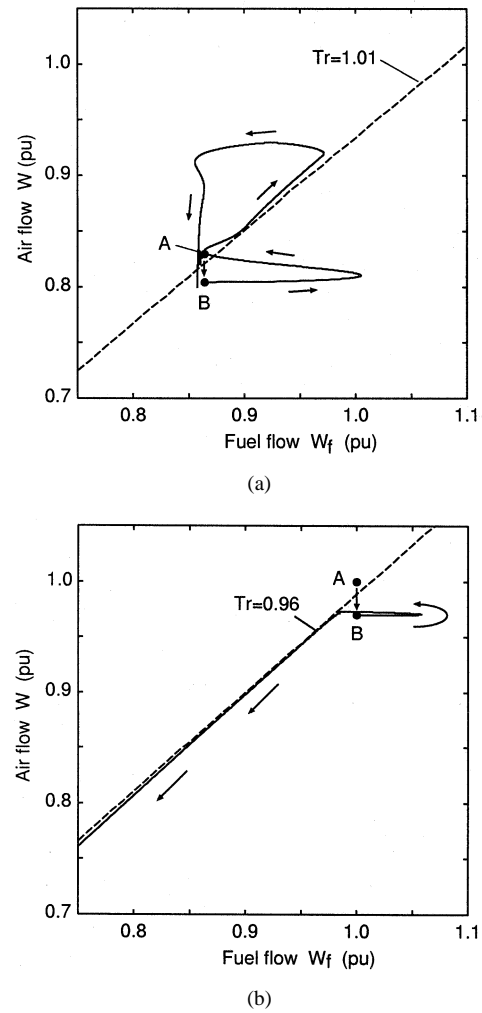 Tr=1.01
1.0
0.9
0.8
0.7
Air flow W (pu)
A
B
0.8
0.9
1.0
1.1
Fuel flow Wf (pu)
(a)
1.0
0.9
0.8
0.7
Air flow W (pu)
A
B
Tr=0.96
0.8
0.9
1.0
1.1
Fuel flow Wf (pu)
(b)